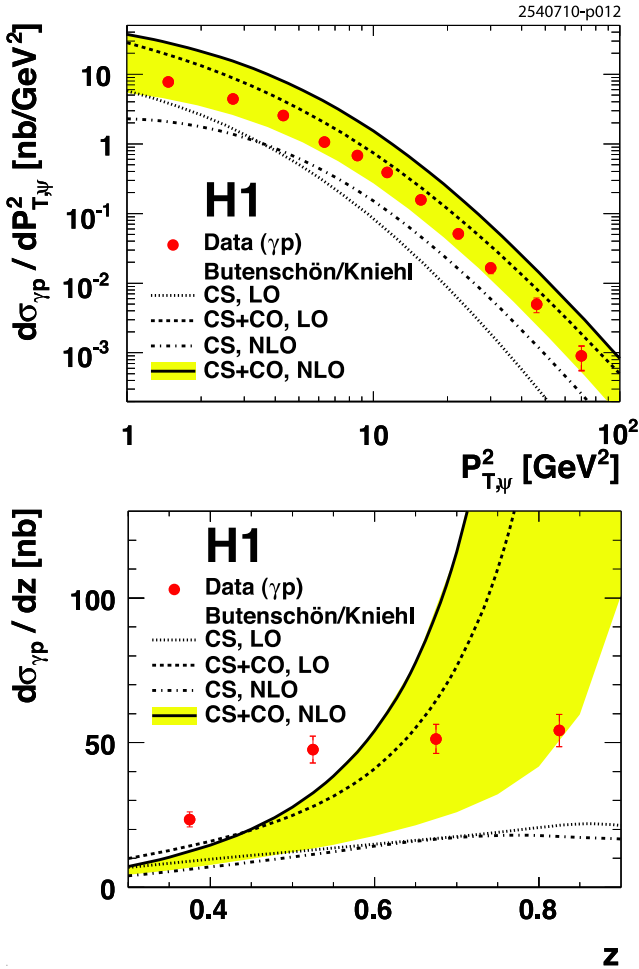 2540710-p012
dσγp / dP²T,ψ [nb/GeV²]
10
1
10⁻¹
10⁻²
10⁻³
H1
Data (γp)
Butenschön/Kniehl
CS, LO
CS+CO, LO
CS, NLO
CS+CO, NLO
1 10 10²
P²T,ψ [GeV²]
dσγp / dz [nb]
100
50
0
H1
Data (γp)
Butenschön/Kniehl
CS, LO
CS+CO, LO
CS, NLO
CS+CO, NLO
0.4 0.6 0.8
z